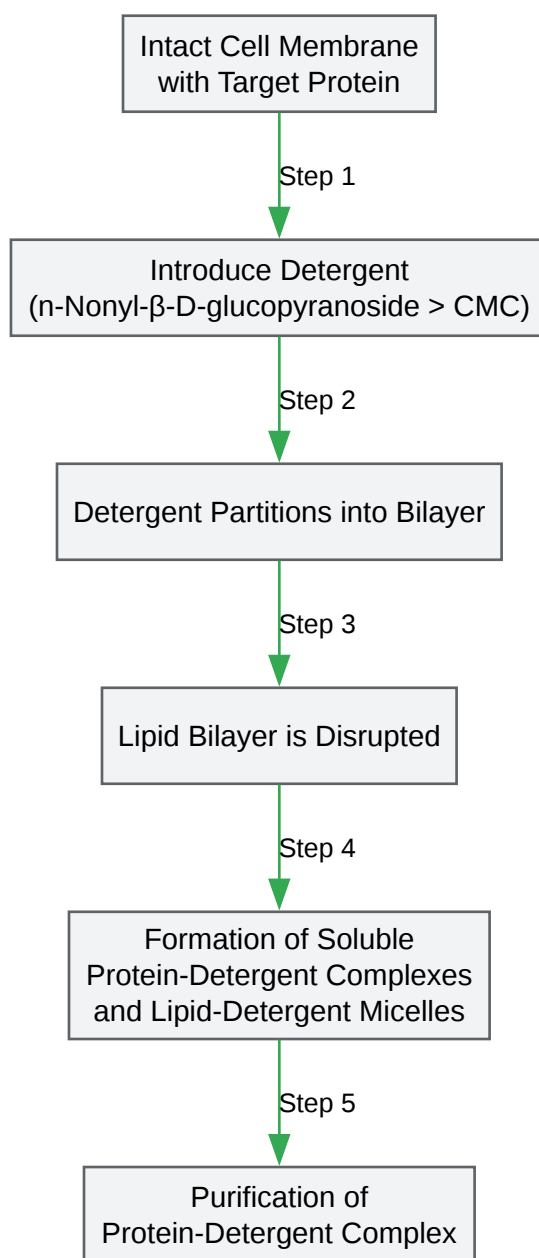 Intact Cell Membrane
with Target Protein
Step 1
Introduce Detergent
(n-Nonyl-β-D-glucopyranoside > CMC)
Step 2
Detergent Partitions into Bilayer
Step 3
Lipid Bilayer is Disrupted
Step 4
Formation of Soluble
Protein-Detergent Complexes
and Lipid-Detergent Micelles
Step 5
Purification of
Protein-Detergent Complex